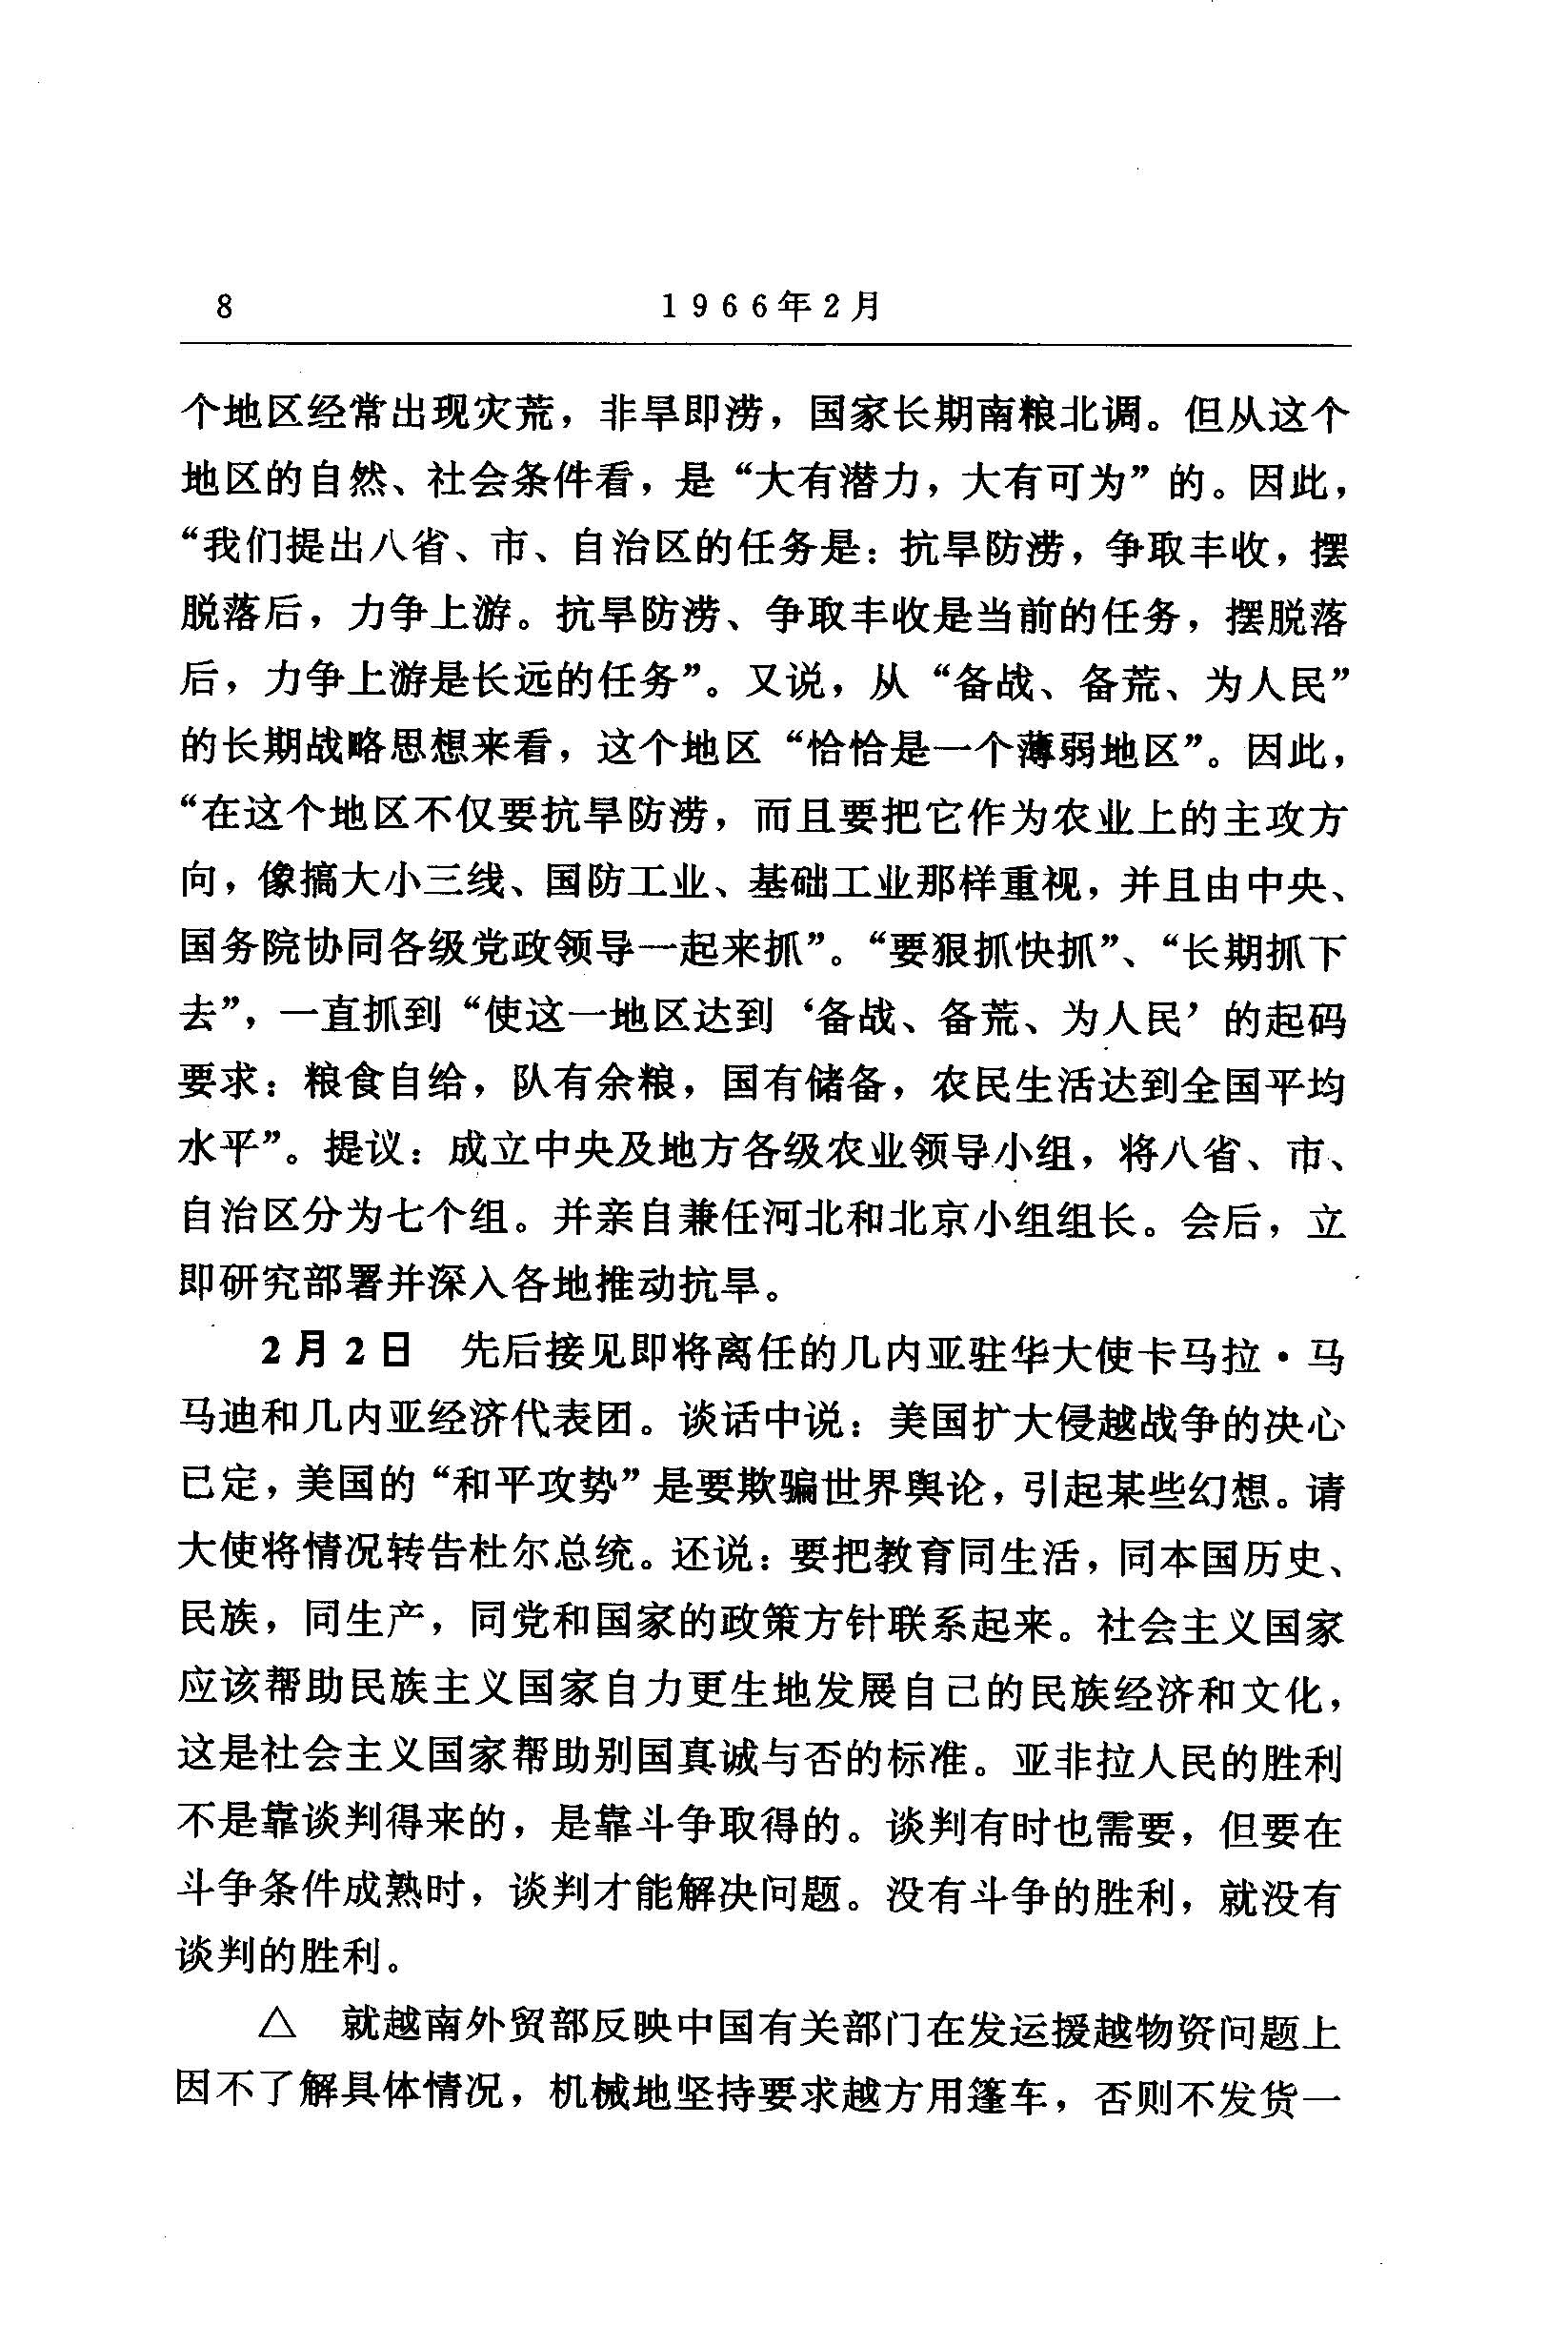 8 1966年2月
个地区经常出现灾荒，非旱即涝，国家长期南粮北调。但从这个
地区的自然、社会条件看，是“大有潜力，大有可为”的。因此，
“我们提出八省、市、自治区的任务是：抗旱防涝，争取丰收，摆
脱落后，力争上游。抗旱防涝、争取丰收是当前的任务，摆脱落
后，力争上游是长远的任务”。又说，从“备战、备荒、为人民”
的长期战略思想来看，这个地区“恰恰是一个薄弱地区”。因此，
“在这个地区不仅要抗旱防涝，而且要把它作为农业上的主攻方
向，像搞大小三线、国防工业、基础工业那样重视，并且由中央、
国务院协同各级党政领导一起来抓”。“要狠抓快抓”、“长期抓下
去”，一直抓到“使这一地区达到‘备战、备荒、为人民’的起码
要求：粮食自给，队有余粮，国有储备，农民生活达到全国平均
水平”。提议：成立中央及地方各级农业领导小组，将八省、市、
自治区分为七个组。并亲自兼任河北和北京小组组长。会后，立
即研究部署并深入各地推动抗旱。
2月2日 先后接见即将离任的几内亚驻华大使卡马拉·马
马迪和几内亚经济代表团。谈话中说：美国扩大侵越战争的决心
已定，美国的“和平攻势”是要欺骗世界舆论，引起某些幻想。请
大使将情况转告杜尔总统。还说：要把教育同生活，同本国历史、
民族，同生产，同党和国家的政策方针联系起来。社会主义国家
应该帮助民族主义国家自力更生地发展自己的民族经济和文化，
这是社会主义国家帮助别国真诚与否的标准。亚非拉人民的胜利
不是靠谈判得来的，是靠斗争取得的。谈判有时也需要，但要在
斗争条件成熟时，谈判才能解决问题。没有斗争的胜利，就没有
谈判的胜利。
△ 就越南外贸部反映中国有关部门在发运援越物资问题上
因不了解具体情况，机械地坚持要求越方用篷车，否则不发货一